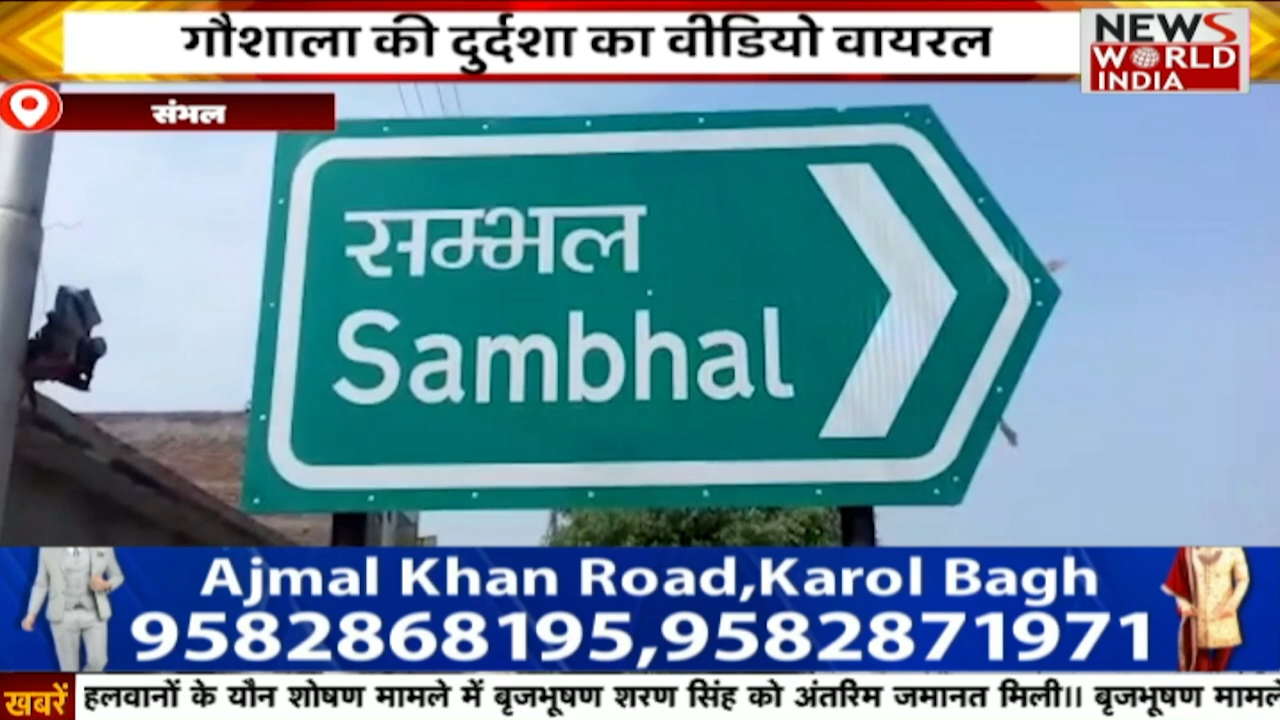 गौशाला की दुर्दशा का वीडियो वायरल
NEWS
WORLD
INDIA
संभल
सम्भल
Sambhal
Ajmal Khan Road,Karol Bagh
9582868195,9582871971
खबरें
हलवानों के यौन शोषण मामले में बृजभूषण शरण सिंह को अंतरिम जमानत मिली।। बृजभूषण मामले